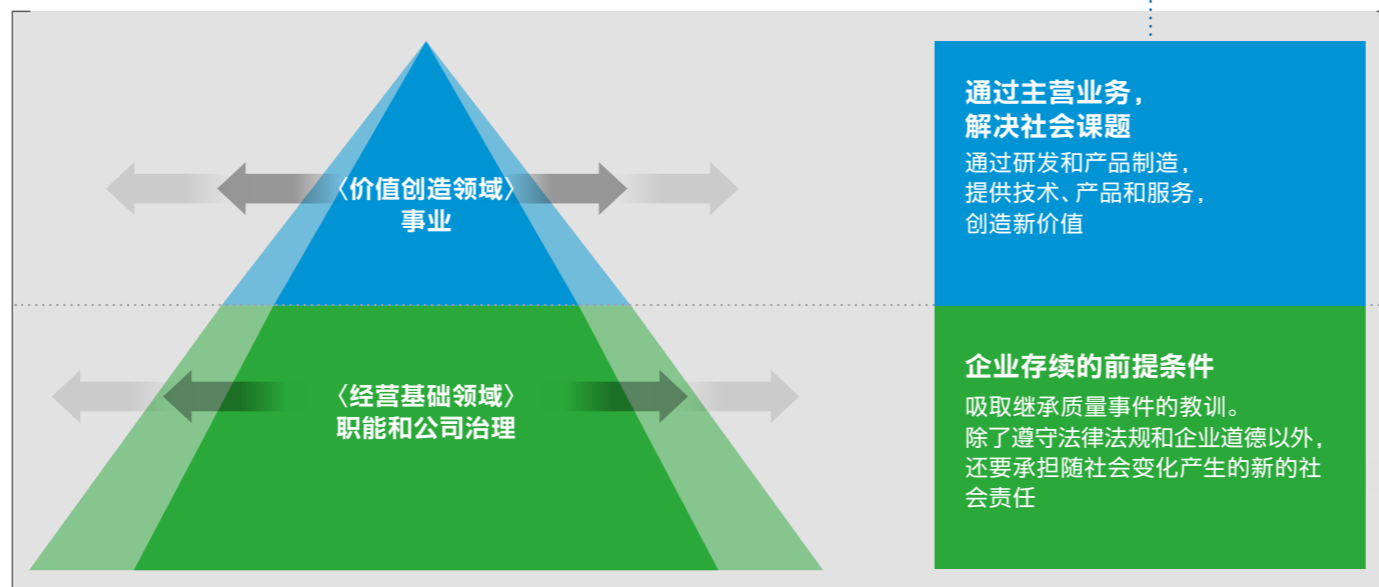 〈价值创造领域〉
事业
〈经营基础领域〉
职能和公司治理
通过主营业务，
解决社会课题
通过研发和产品制造，
提供技术、产品和服务，
创造新价值
企业存续的前提条件
吸取继承质量事件的教训。
除了遵守法律法规和企业道德以外，
还要承担随社会变化产生的新的社
会责任